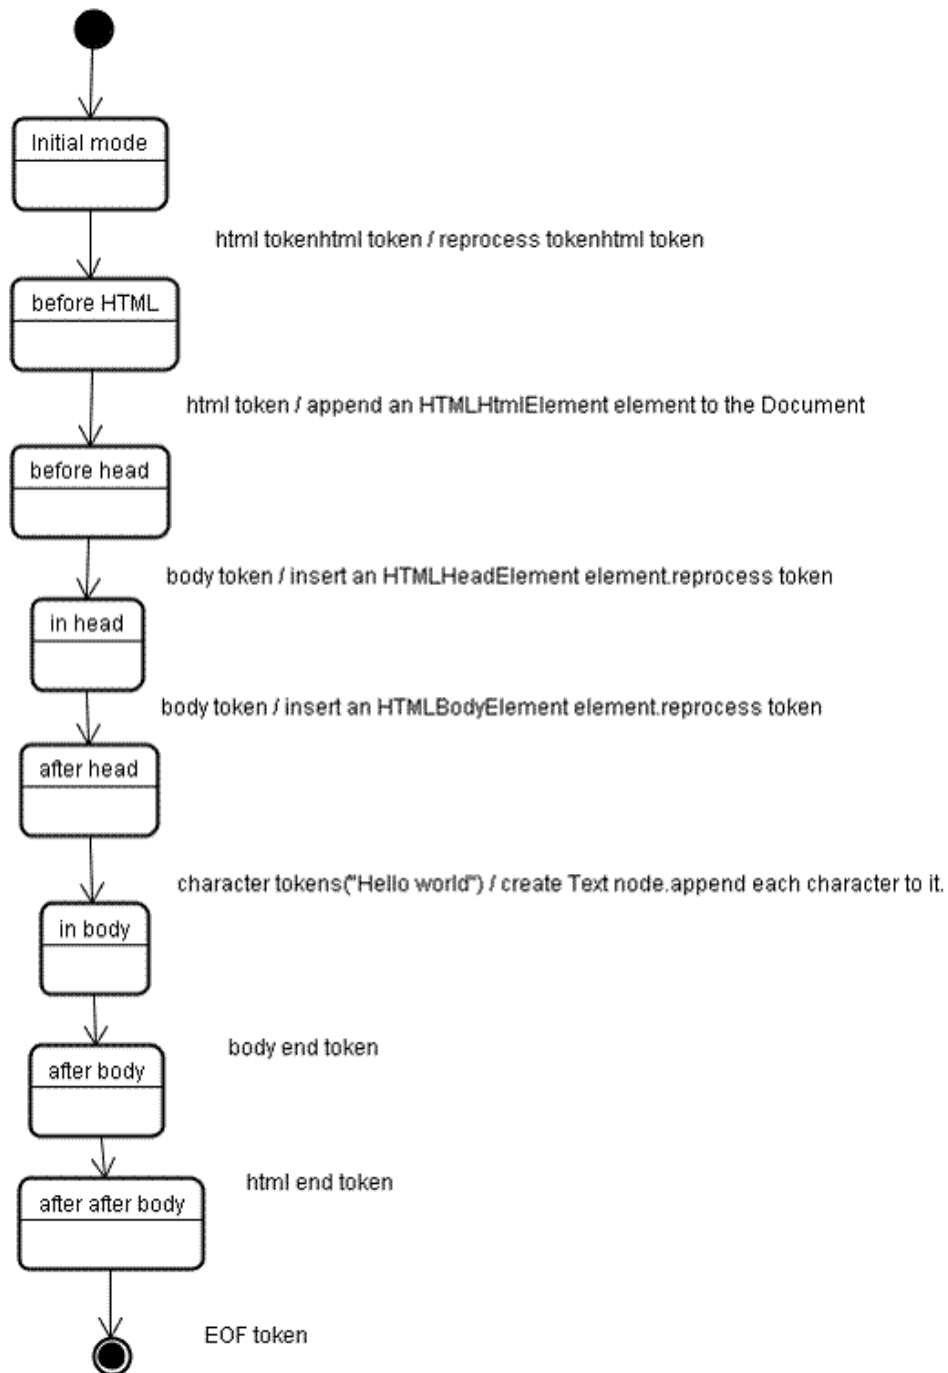 Initial mode
html tokenhtml token / reprocess tokenhtml token
before HTML
html token / append an HTMLHtmlElement element to the Document
before head
body token / insert an HTMLHeadElement element.reprocess token
in head
body token / insert an HTMLBodyElement element.reprocess token
after head
character tokens("Hello world") / create Text node.append each character to it.
in body
body end token
after body
html end token
after after body
EOF token